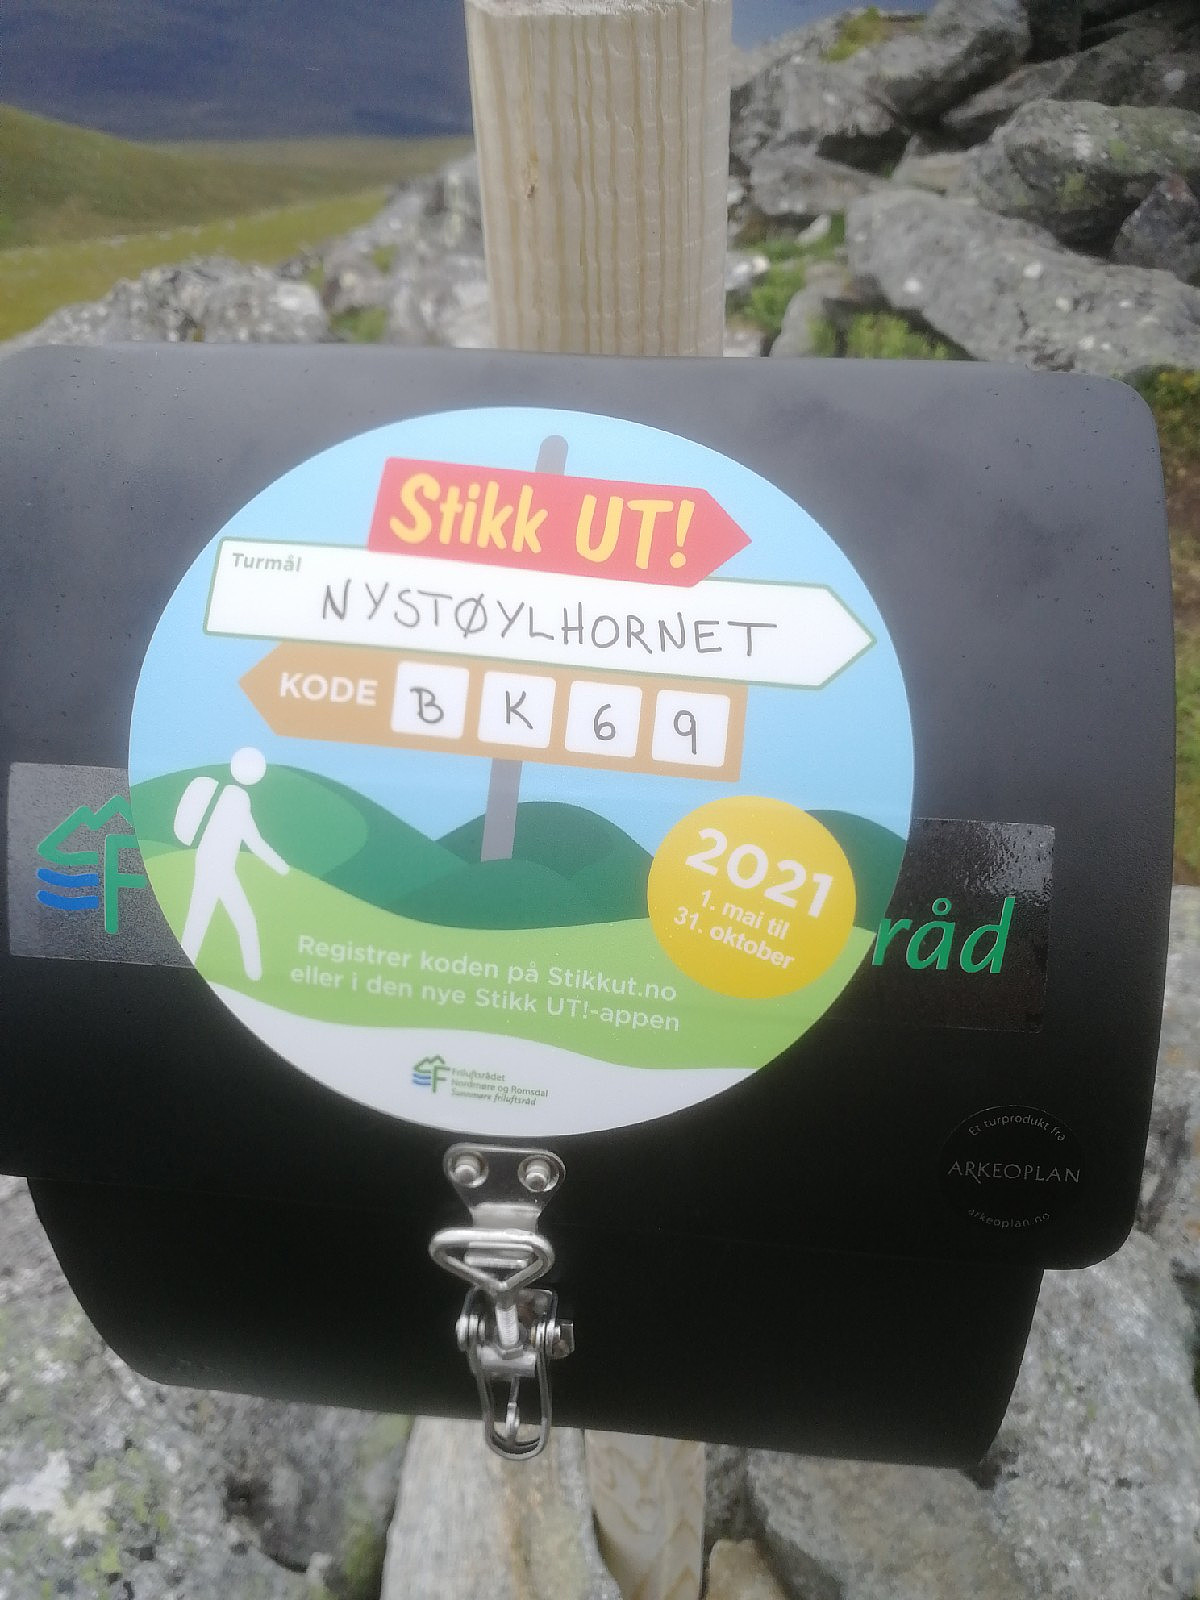 Stikk UT!
Turmål
NYSTØYLHORNET
KODE B K 6 9
2021
1. mai til
31. oktober
Registrer koden på Stikkut.no
eller i den nye Stikk UT!-appen
F
råd
Friluftsrådet
Nordmøre og Romsdal
Sunnmøre friluftsråd
Et turprodukt fra
ARKEOPLAN
arkeoplan.no